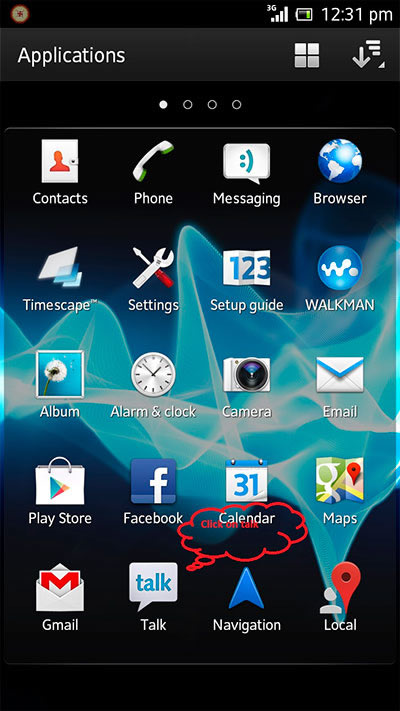 3G 12:31 pm
Applications
Contacts Phone Messaging Browser
123
Timescape™ Settings Setup guide WALKMAN
Album Alarm & clock Camera Email
31
Play Store Facebook Calendar Maps
Click on talk
talk
Gmail Talk Navigation Local